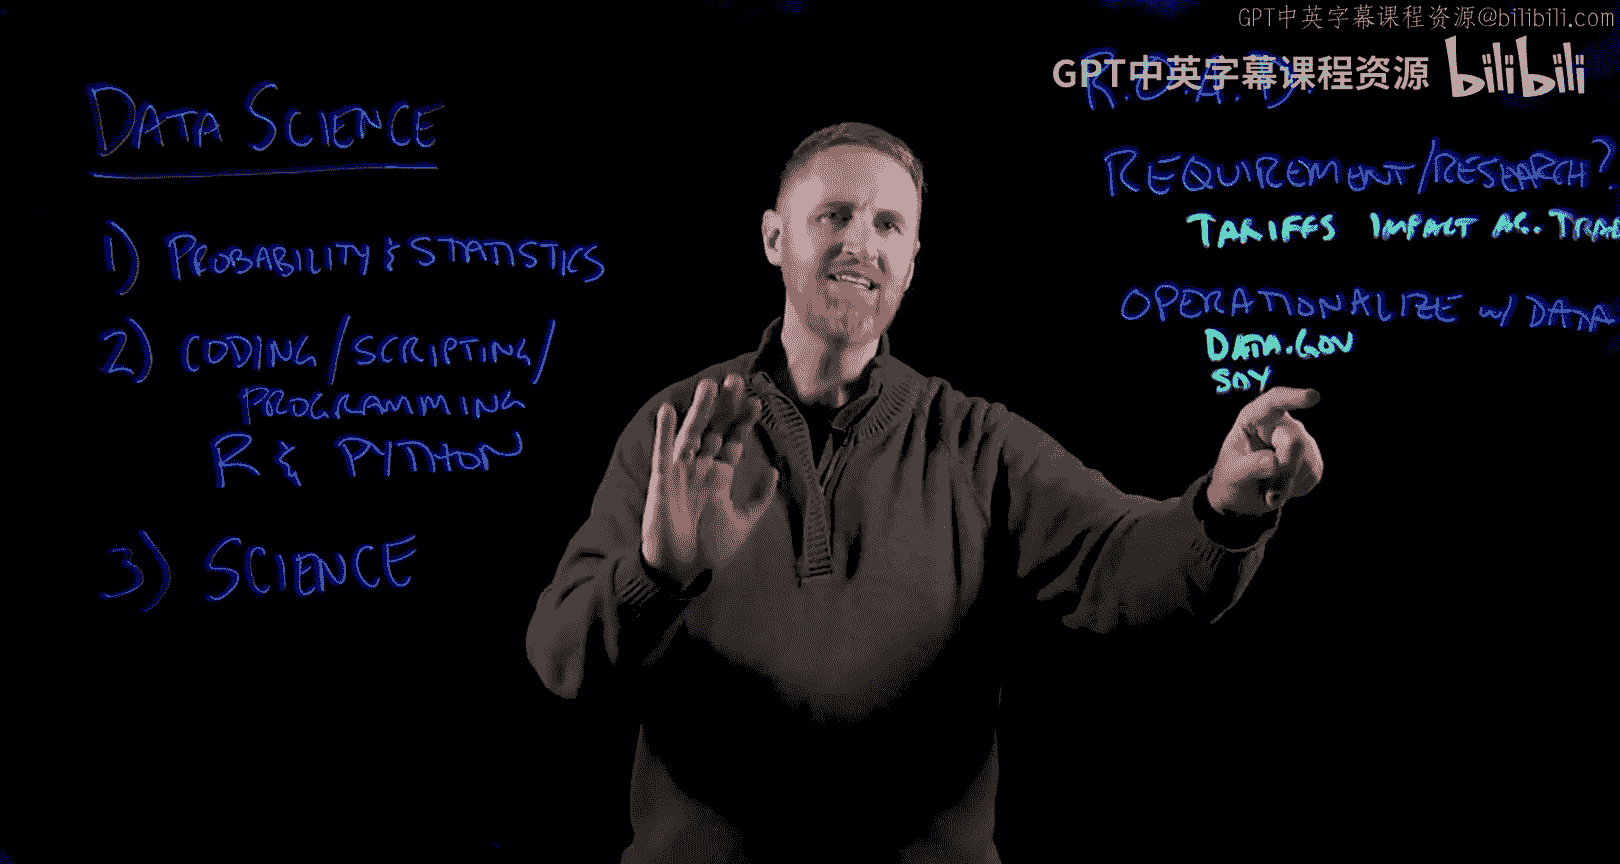 GPT中英字幕课程资源@bilibili.com
GPT中英字幕课程资源 bilibili
DATA SCIENCE
1) PROBABILITY & STATISTICS
2) CODING/SCRIPTING/
PROGRAMMING
R & PYTHON
3) SCIENCE
R.O.A.D.
REQUIREMENT/RESEARCH?
TARIFFS IMPACT AG. TRAD
OPERATIONALIZE w/ DATA
DATA.GOV
SOY